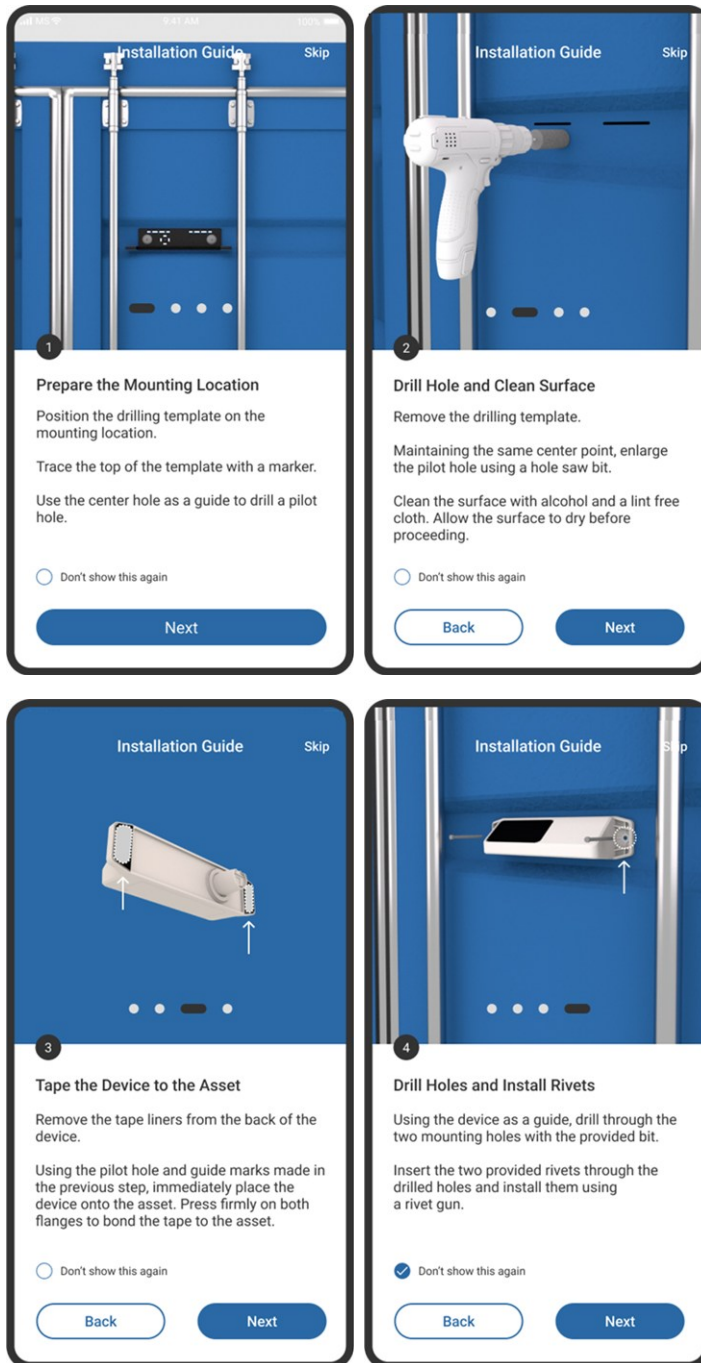 9:41 AM
100%
Installation Guide
Skip
1
Prepare the Mounting Location
Position the drilling template on the
mounting location.
Trace the top of the template with a marker.
Use the center hole as a guide to drill a pilot
hole.
Don't show this again
Next
Installation Guide
Skip
2
Drill Hole and Clean Surface
Remove the drilling template.
Maintaining the same center point, enlarge
the pilot hole using a hole saw bit.
Clean the surface with alcohol and a lint free
cloth. Allow the surface to dry before
proceeding.
Don't show this again
Back
Next
Installation Guide
Skip
3
Tape the Device to the Asset
Remove the tape liners from the back of the
device.
Using the pilot hole and guide marks made in
the previous step, immediately place the
device onto the asset. Press firmly on both
flanges to bond the tape to the asset.
Don't show this again
Back
Next
Installation Guide
Skip
4
Drill Holes and Install Rivets
Using the device as a guide, drill through the
two mounting holes with the provided bit.
Insert the two provided rivets through the
drilled holes and install them using
a rivet gun.
Don't show this again
Back
Next